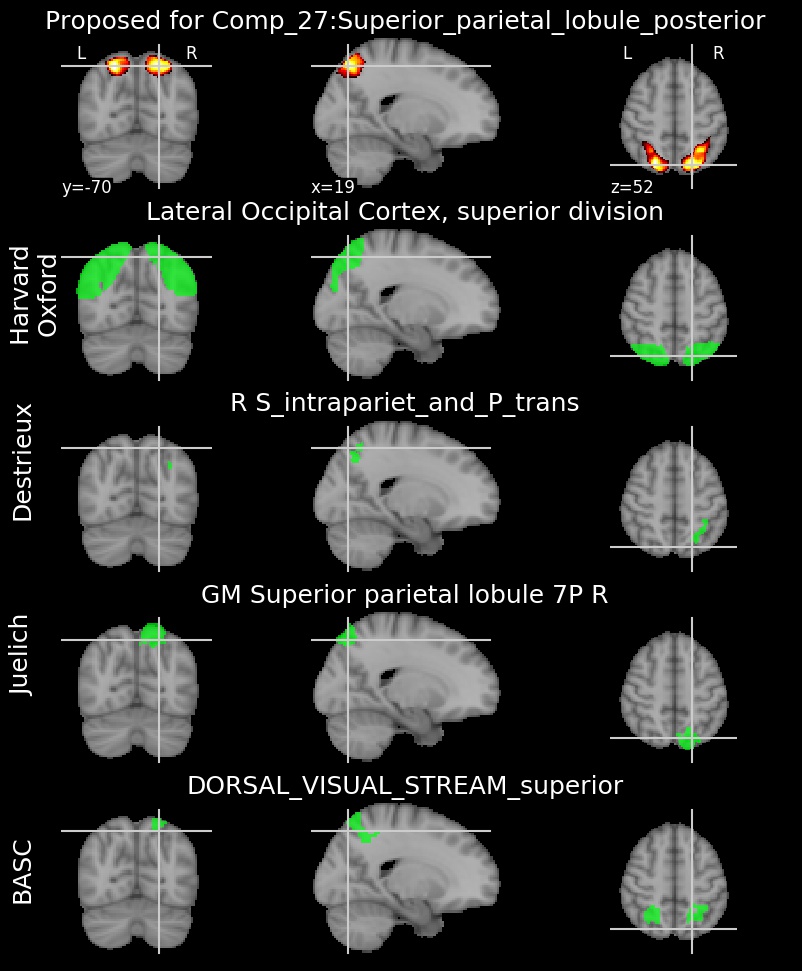 Proposed for Comp_27:Superior_parietal_lobule_posterior
L R
L R
y=-70
x=19
z=52
Lateral Occipital Cortex, superior division
Harvard
Oxford
R S_intrapariet_and_P_trans
Destrieux
GM Superior parietal lobule 7P R
Juelich
DORSAL_VISUAL_STREAM_superior
BASC